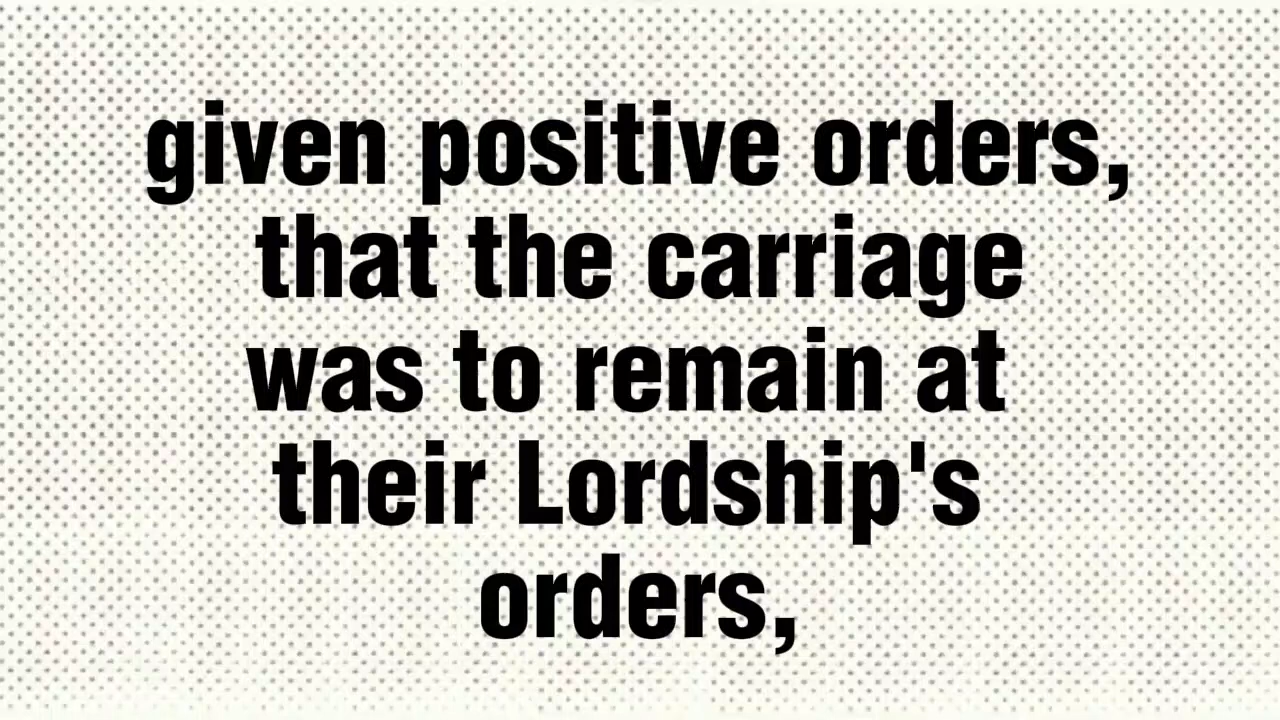 given positive orders,
that the carriage
was to remain at
their Lordship's
orders,